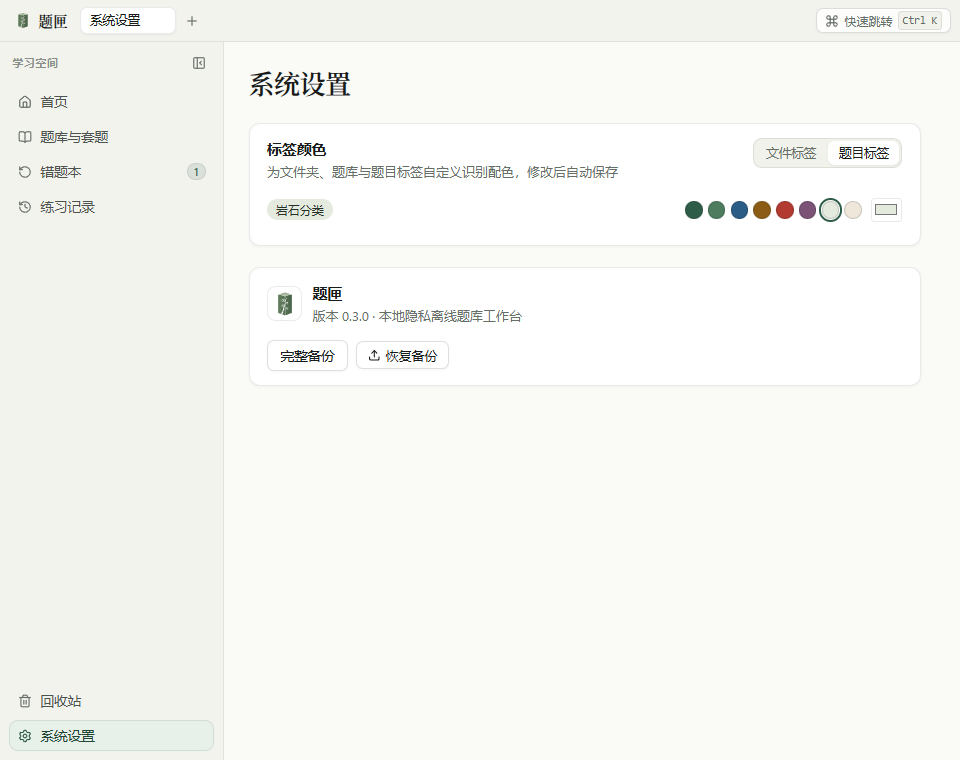 题匣
系统设置
快速跳转 Ctrl K
学习空间
首页
题库与套题
错题本 1
练习记录
回收站
系统设置
系统设置
标签颜色
为文件夹、题库与题目标签自定义识别配色，修改后自动保存
文件标签 题目标签
岩石分类
题匣
版本 0.3.0 · 本地隐私离线题库工作台
完整备份 恢复备份